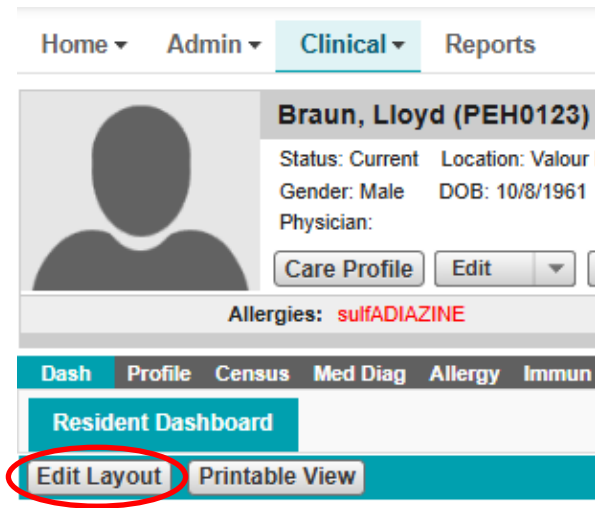 Home Admin Clinical Reports
Braun, Lloyd (PEH0123)
Status: Current Location: Valour
Gender: Male DOB: 10/8/1961
Physician:
Care Profile Edit
Allergies: sulfADIAZINE
Dash Profile Census Med Diag Allergy Immun
Resident Dashboard
Edit Layout Printable View